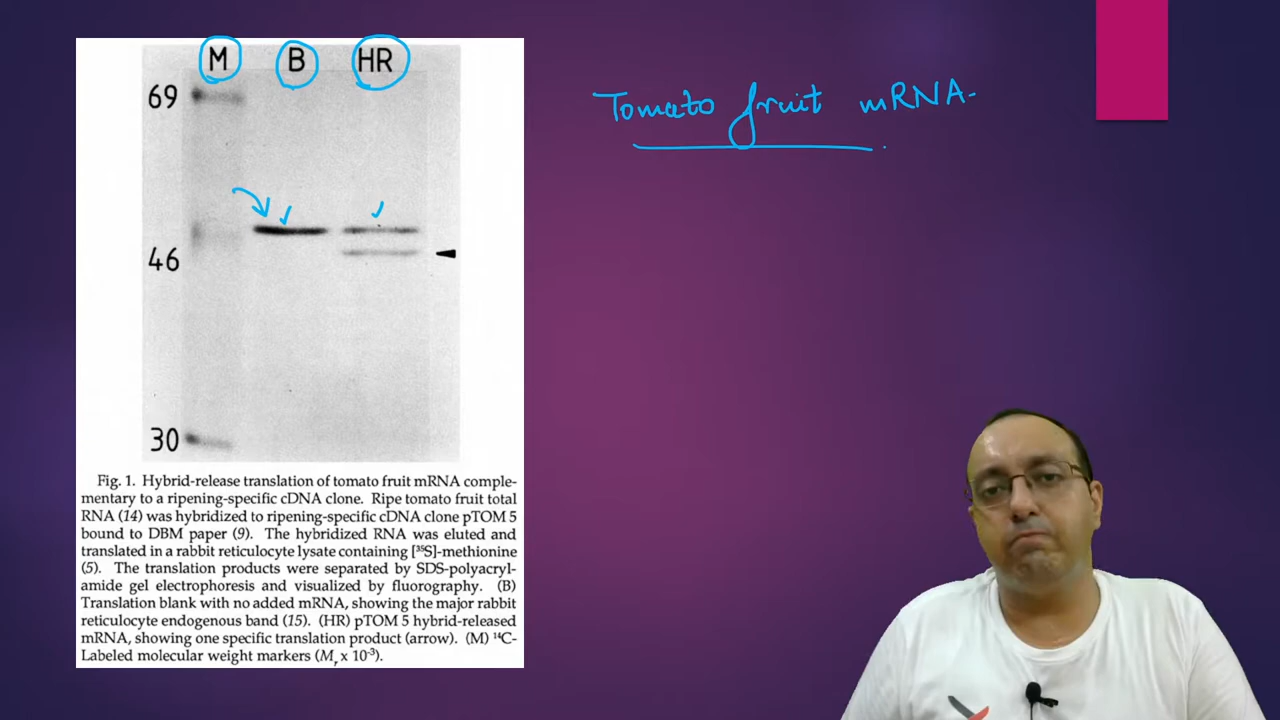 M B HR
Tomato fruit mRNA.
69
46
30
Fig. 1. Hybrid-release translation of tomato fruit mRNA comple-
mentary to a ripening-specific cDNA clone. Ripe tomato fruit total
RNA (14) was hybridized to ripening-specific cDNA clone pTOM 5
bound to DBM paper (9). The hybridized RNA was eluted and
translated in a rabbit reticulocyte lysate containing [³⁵S]-methionine
(5). The translation products were separated by SDS-polyacryl-
amide gel electrophoresis and visualized by fluorography. (B)
Translation blank with no added mRNA, showing the major rabbit
reticulocyte endogenous band (15). (HR) pTOM 5 hybrid-released
mRNA, showing one specific translation product (arrow). (M) ¹⁴C-
Labeled molecular weight markers (Mᵣ x 10⁻³).